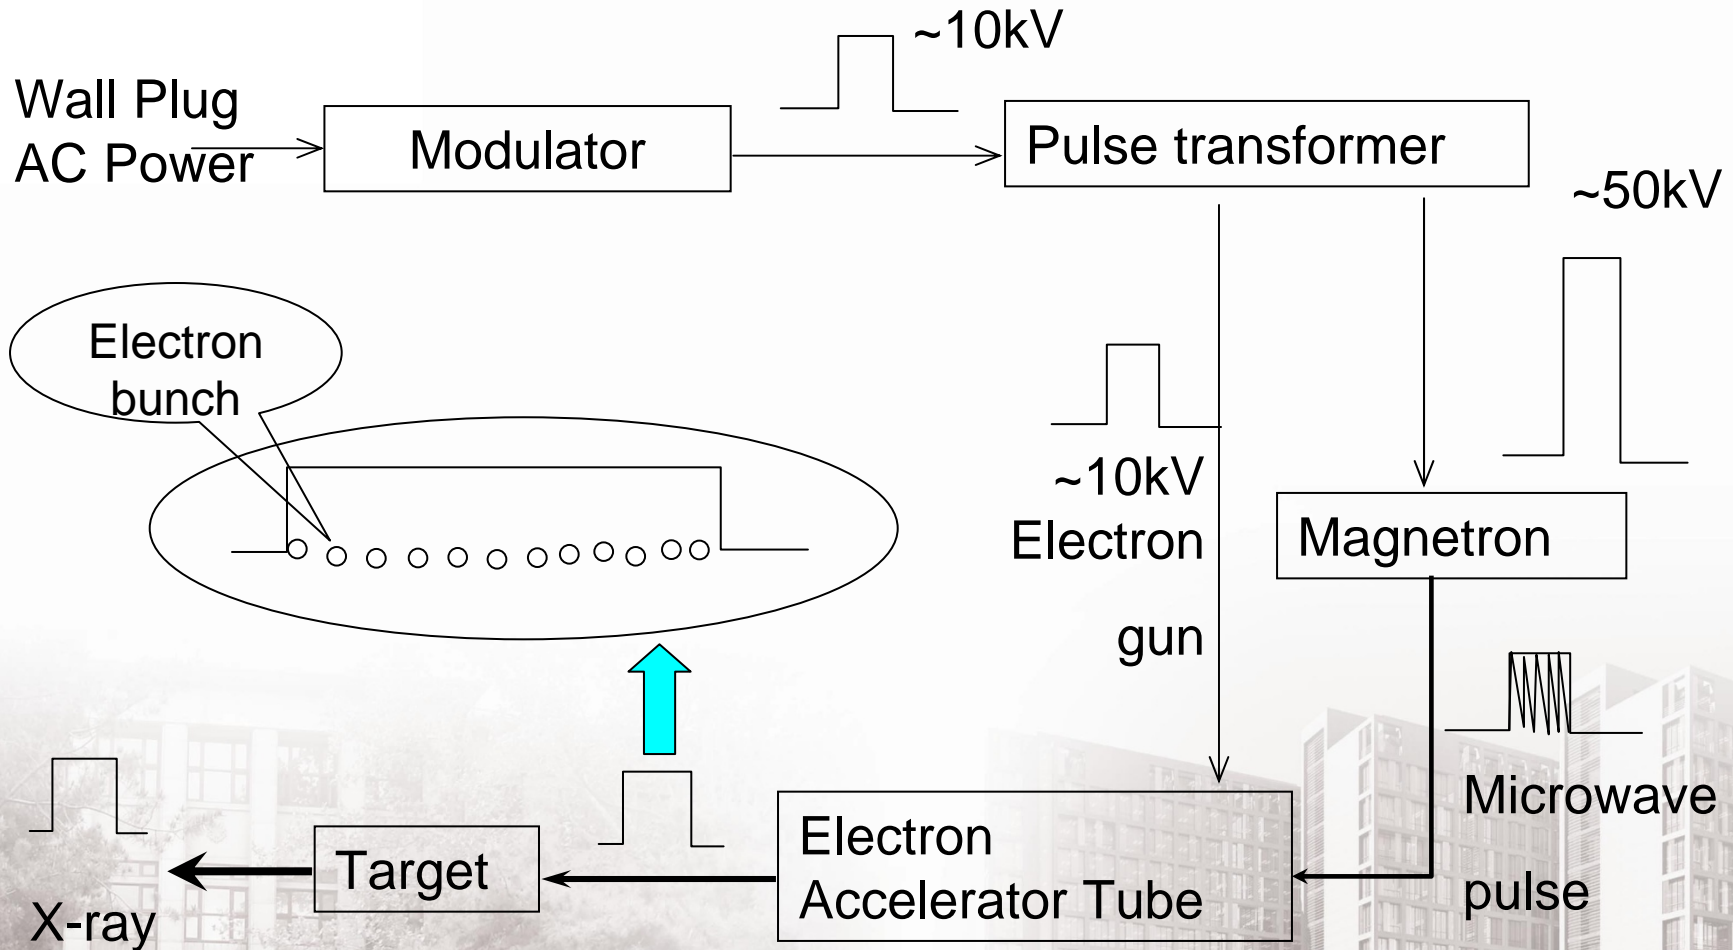 ~10kV
Wall Plug
AC Power
Modulator
Pulse transformer
~50kV
Electron
bunch
~10kV
Electron
gun
Magnetron
Microwave
pulse
Electron
Accelerator Tube
Target
X-ray